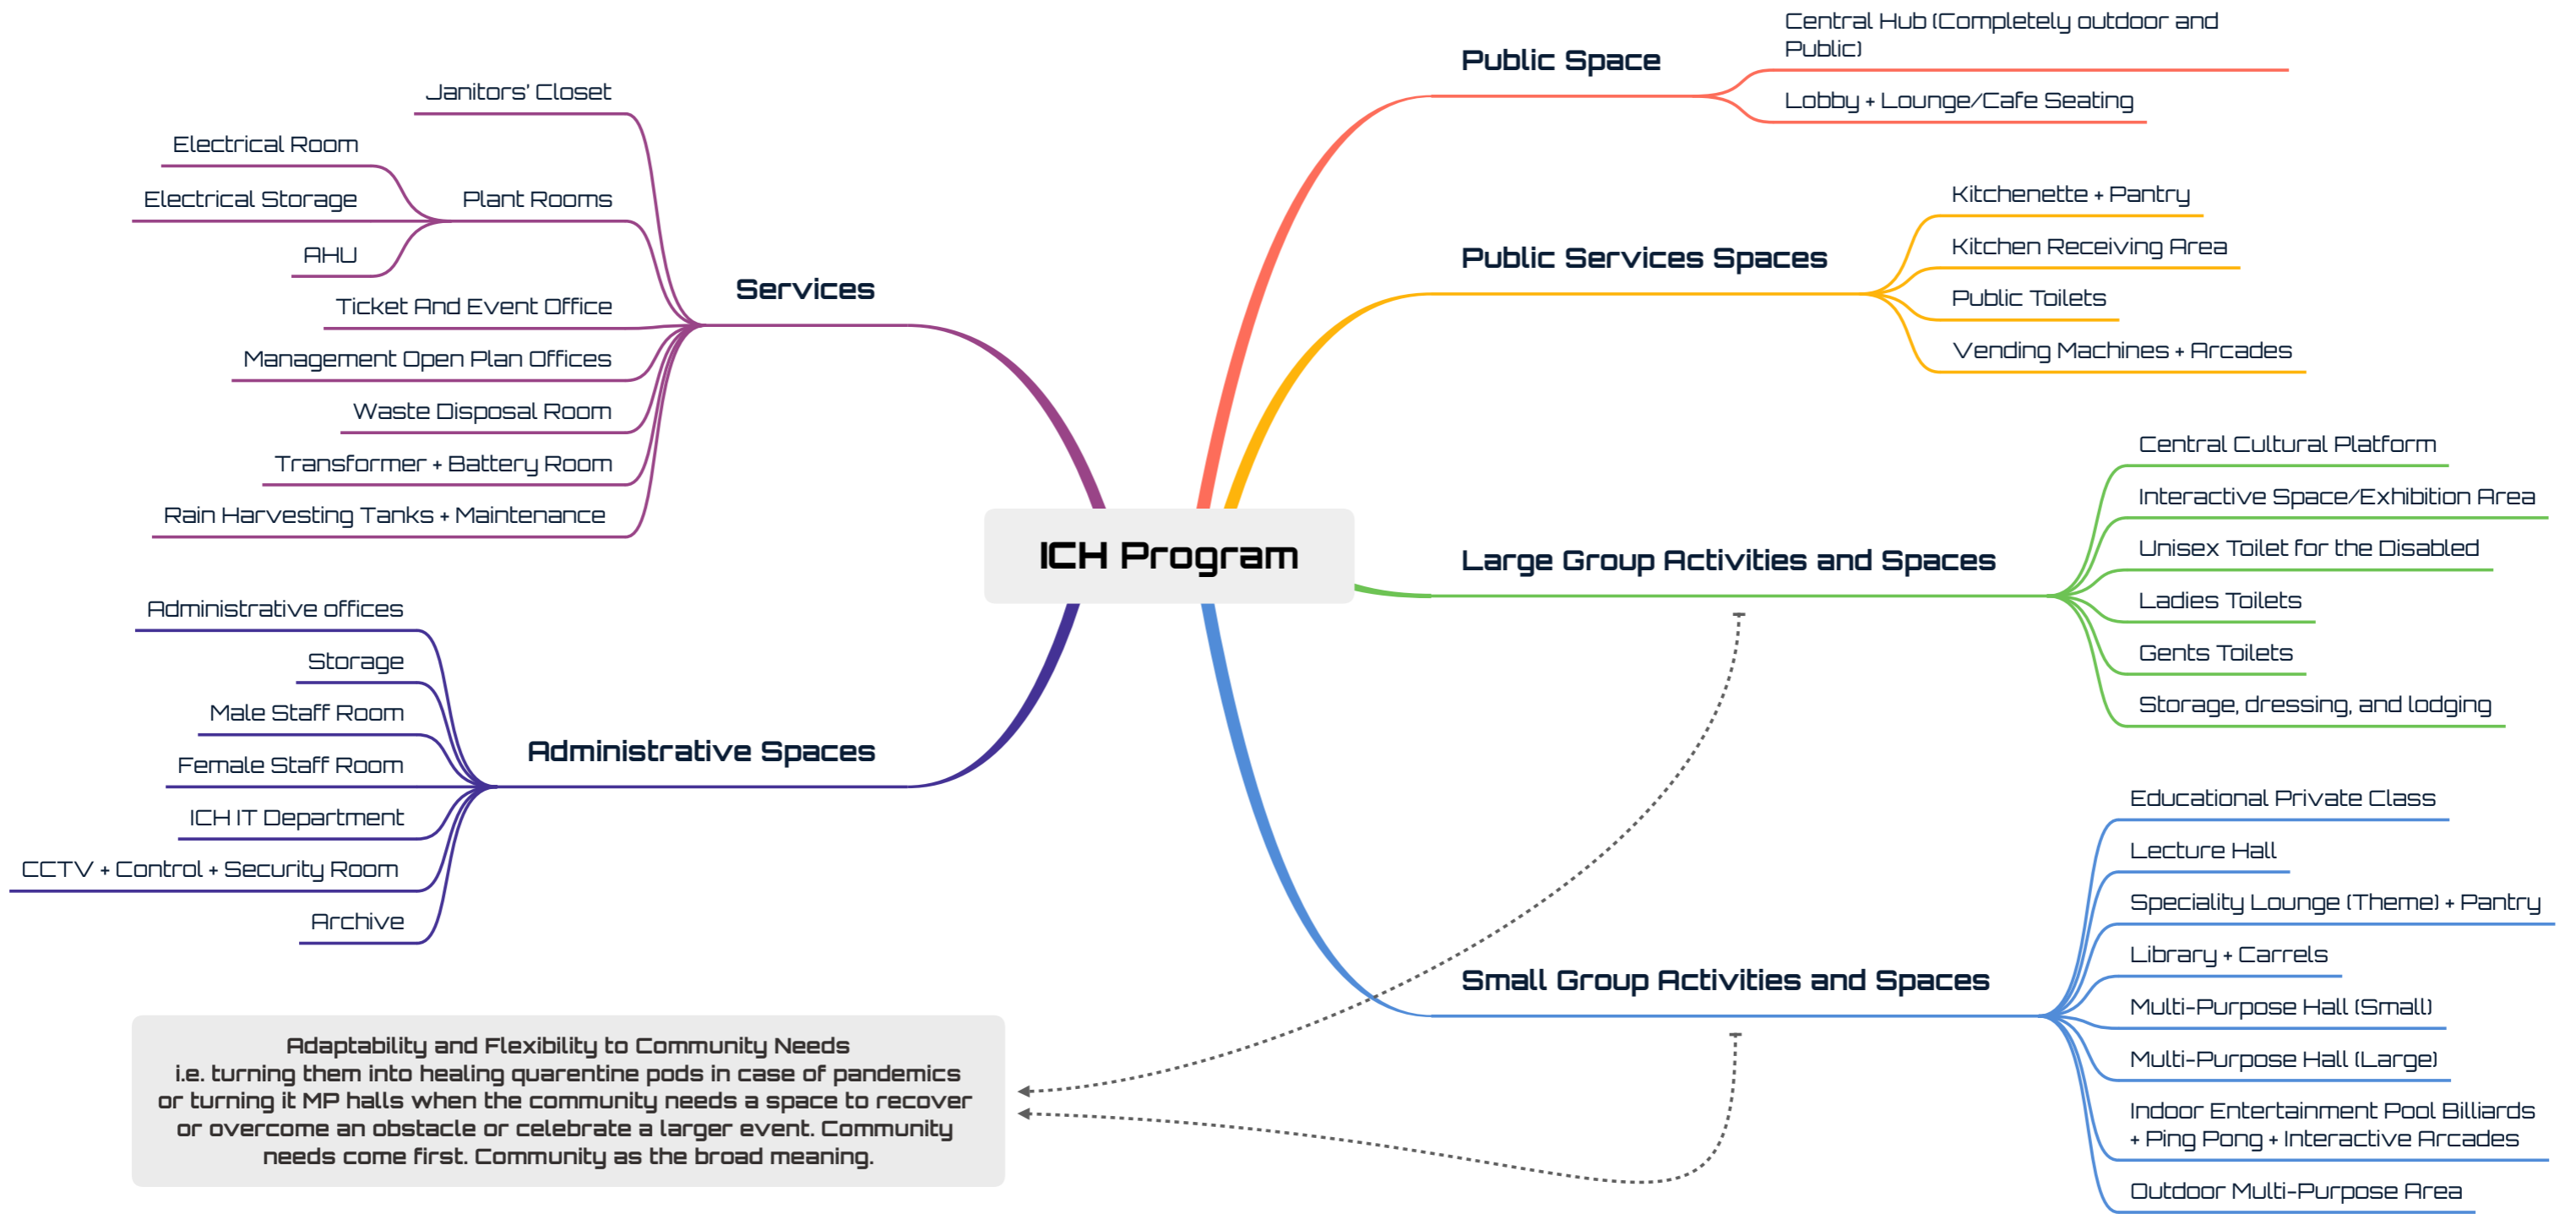 ICH Program
Public Space
Central Hub (Completely outdoor and
Public)
Lobby + Lounge/Cafe Seating
Public Services Spaces
Kitchenette + Pantry
Kitchen Receiving Area
Public Toilets
Vending Machines + Arcades
Large Group Activities and Spaces
Central Cultural Platform
Interactive Space/Exhibition Area
Unisex Toilet for the Disabled
Ladies Toilets
Gents Toilets
Storage, dressing, and lodging
Small Group Activities and Spaces
Educational Private Class
Lecture Hall
Speciality Lounge (Theme) + Pantry
Library + Carrels
Multi-Purpose Hall (Small)
Multi-Purpose Hall (Large)
Indoor Entertainment Pool Billiards
+ Ping Pong + Interactive Arcades
Outdoor Multi-Purpose Area
Services
Janitors' Closet
Plant Rooms
Electrical Room
Electrical Storage
AHU
Ticket And Event Office
Management Open Plan Offices
Waste Disposal Room
Transformer + Battery Room
Rain Harvesting Tanks + Maintenance
Administrative Spaces
Administrative offices
Storage
Male Staff Room
Female Staff Room
ICH IT Department
CCTV + Control + Security Room
Archive
Adaptability and Flexibility to Community Needs
i.e. turning them into healing quarentine pods in case of pandemics
or turning it MP halls when the community needs a space to recover
or overcome an obstacle or celebrate a larger event. Community
needs come first. Community as the broad meaning.